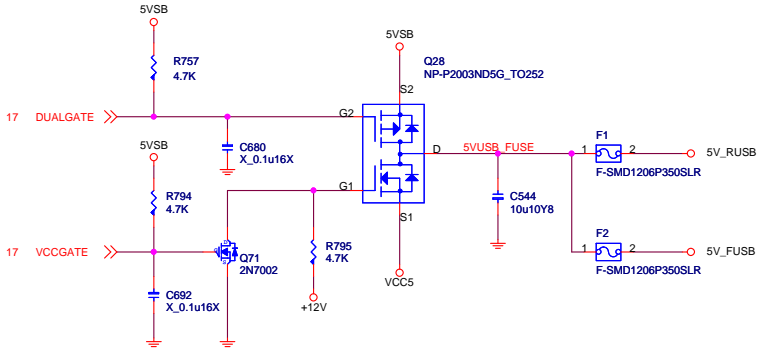 5VSB
R757
4.7K
17 DUALGATE
C680
X_0.1u16X
5VSB
R794
4.7K
17 VCCGATE
C692
X_0.1u16X
Q71
2N7002
R795
4.7K
+12V
5VSB
Q28
NP-P2003ND5G_TO252
S2
G2
G1
D
S1
VCC5
5VUSB_FUSE
C544
10u10Y8
F1
1 2
F-SMD1206P350SLR
5V_RUSB
F2
1 2
F-SMD1206P350SLR
5V_FUSB